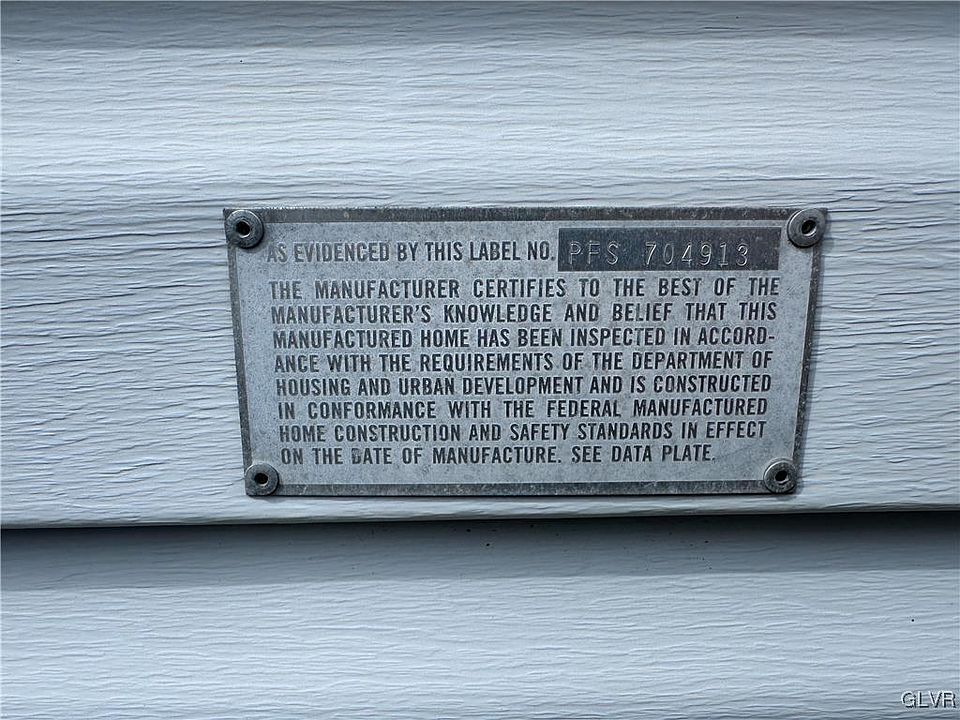 AS EVIDENCED BY THIS LABEL NO. PFS 704913
THE MANUFACTURER CERTIFIES TO THE BEST OF THE
MANUFACTURER'S KNOWLEDGE AND BELIEF THAT THIS
MANUFACTURED HOME HAS BEEN INSPECTED IN ACCORD-
ANCE WITH THE REQUIREMENTS OF THE DEPARTMENT OF
HOUSING AND URBAN DEVELOPMENT AND IS CONSTRUCTED
IN CONFORMANCE WITH THE FEDERAL MANUFACTURED
HOME CONSTRUCTION AND SAFETY STANDARDS IN EFFECT
ON THE DATE OF MANUFACTURE. SEE DATA PLATE.
GLVR